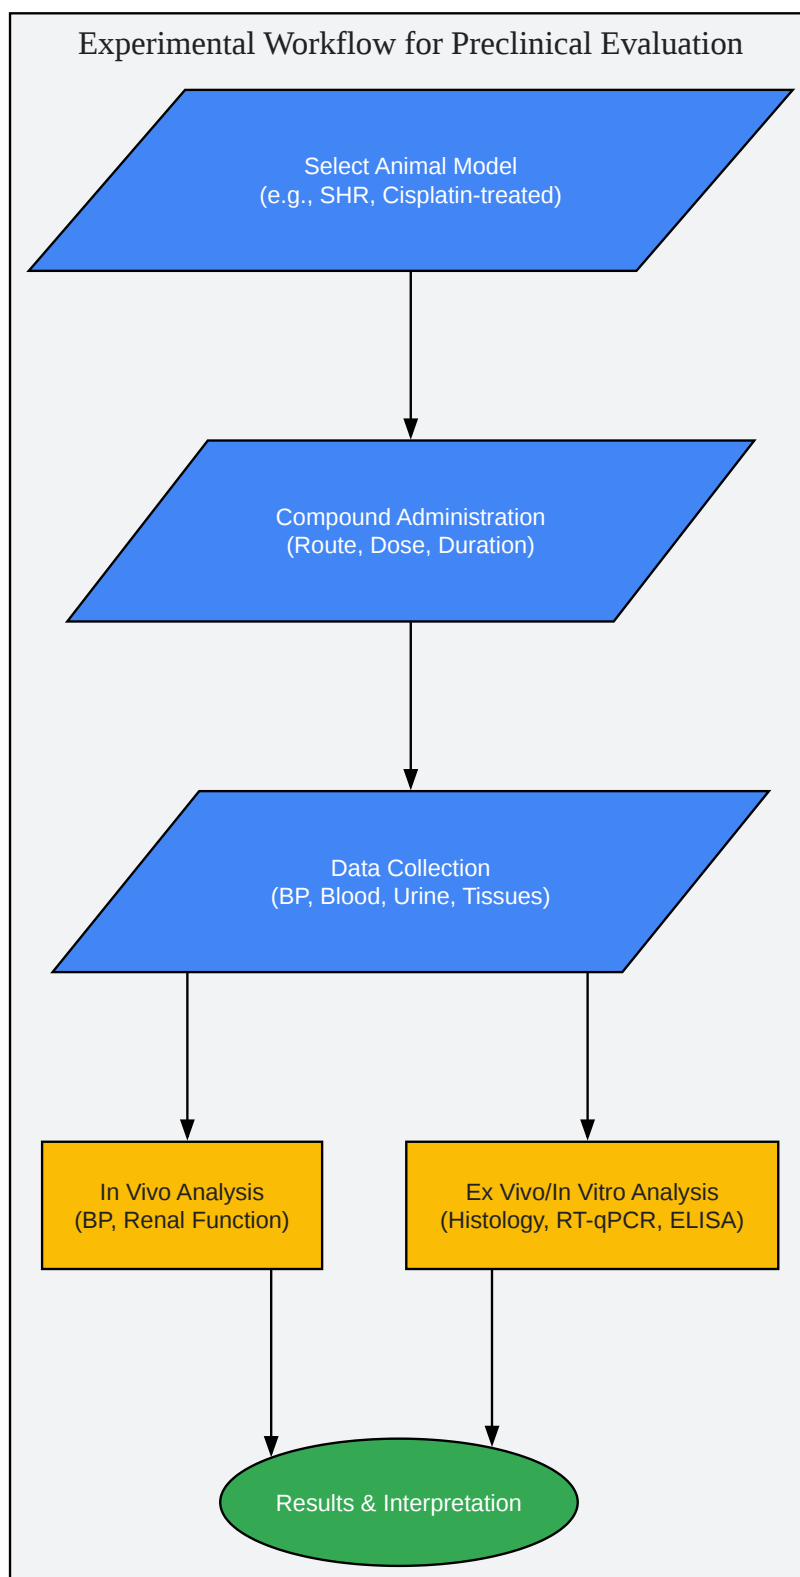 Experimental Workflow for Preclinical Evaluation
Select Animal Model
(e.g., SHR, Cisplatin-treated)
Compound Administration
(Route, Dose, Duration)
Data Collection
(BP, Blood, Urine, Tissues)
In Vivo Analysis
(BP, Renal Function)
Ex Vivo/In Vitro Analysis
(Histology, RT-qPCR, ELISA)
Results & Interpretation